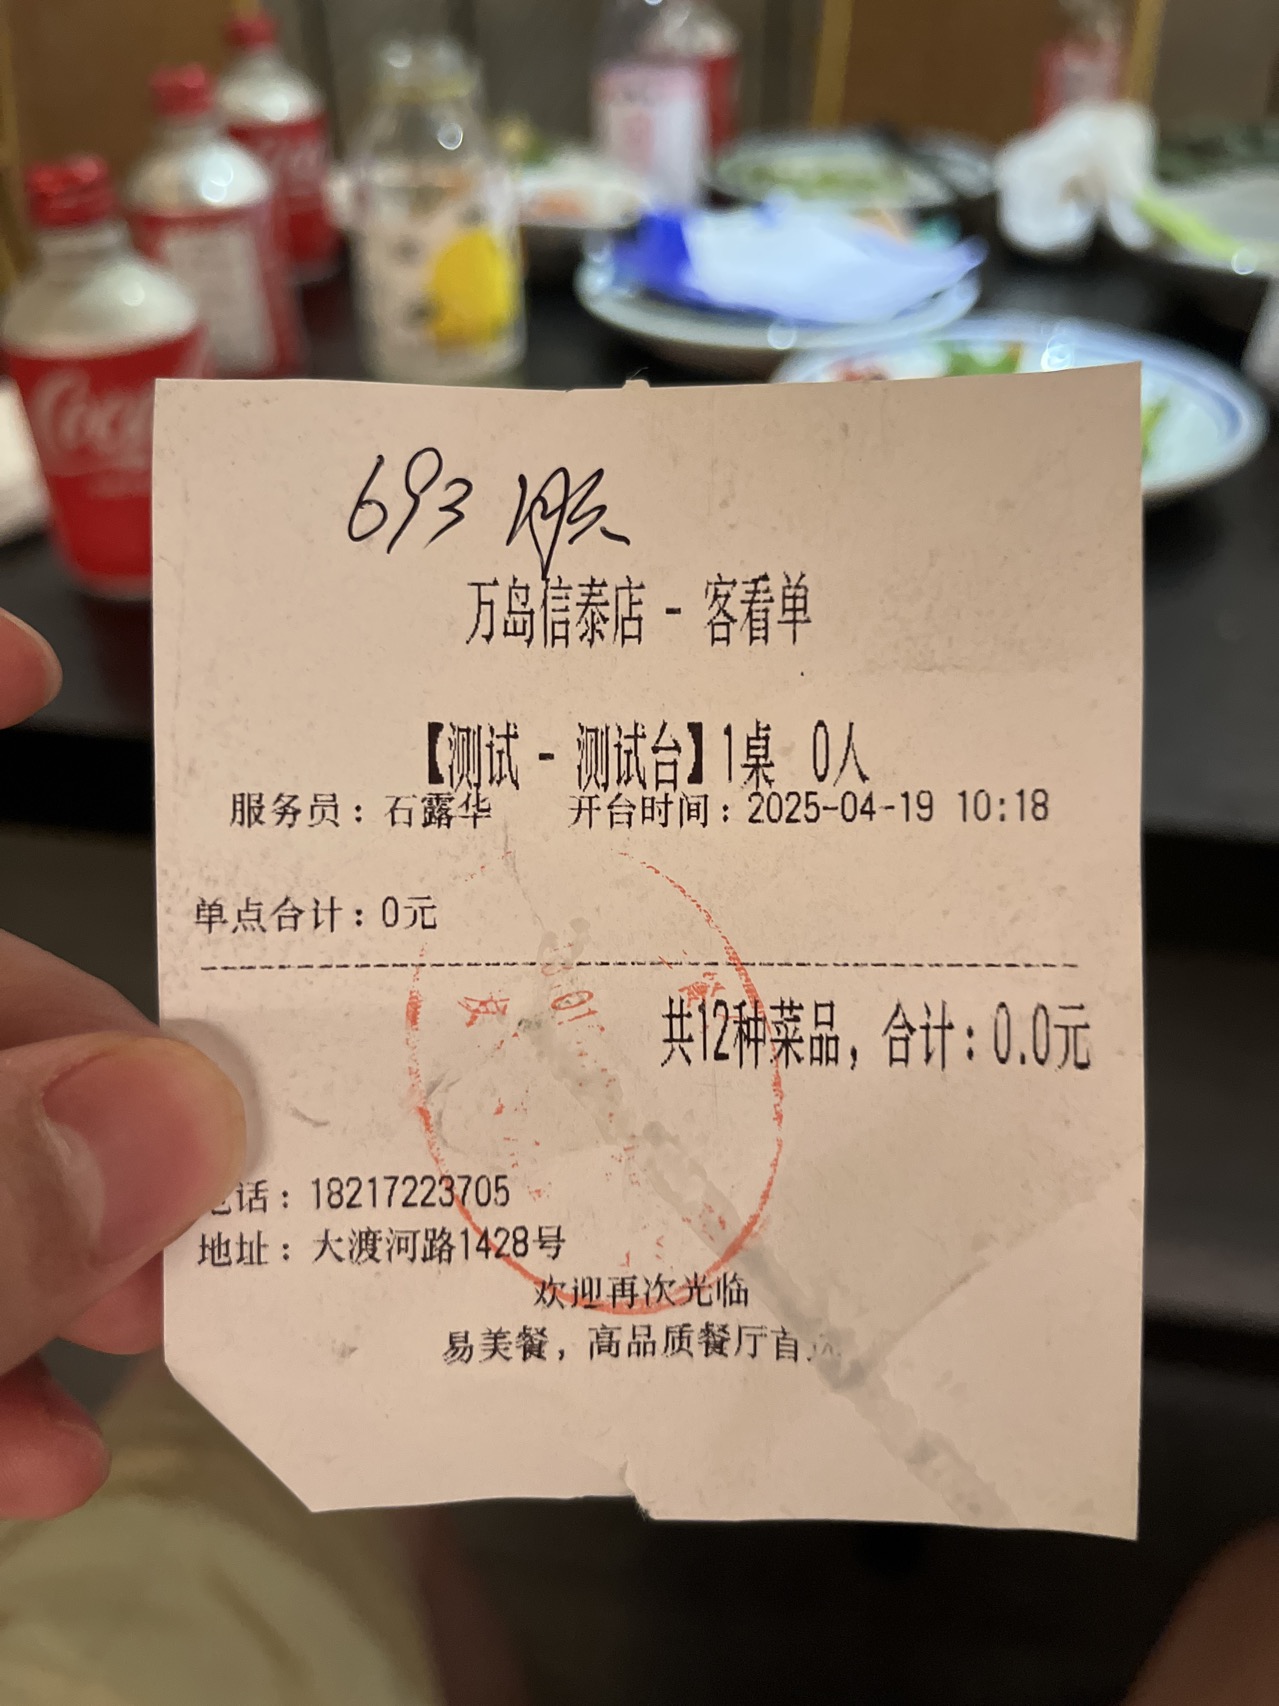 693
万岛信泰店 - 客看单
【测试 - 测试台】1桌 0人
服务员：石露华 开台时间：2025-04-19 10:18
单点合计：0元
共12种菜品，合计：0.0元
话：18217223705
地址：大渡河路1428号
欢迎再次光临
易美餐，高品质餐厅首